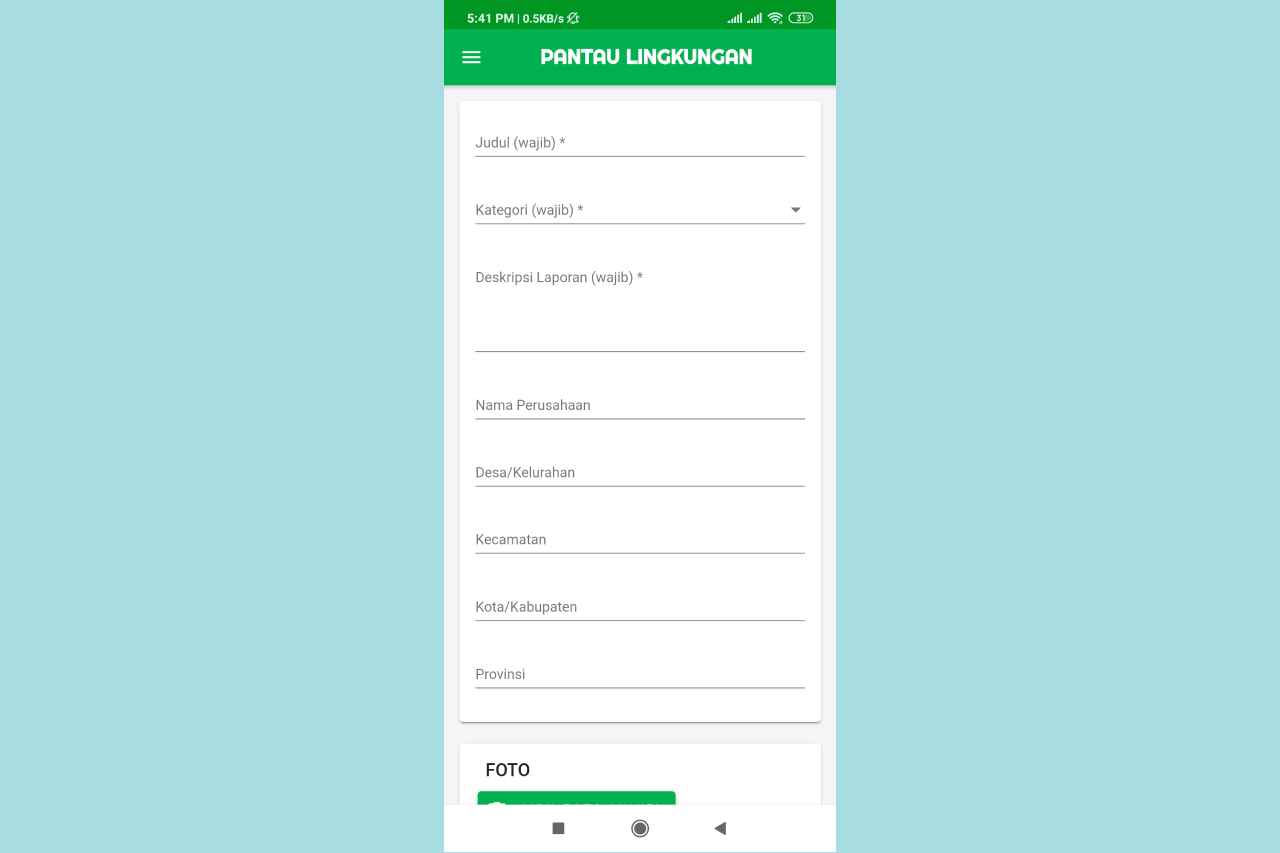 5:41 PM | 0.5KB/s
31
PANTAU LINGKUNGAN
Judul (wajib) *
Kategori (wajib) *
Deskripsi Laporan (wajib) *
Nama Perusahaan
Desa/Kelurahan
Kecamatan
Kota/Kabupaten
Provinsi
FOTO